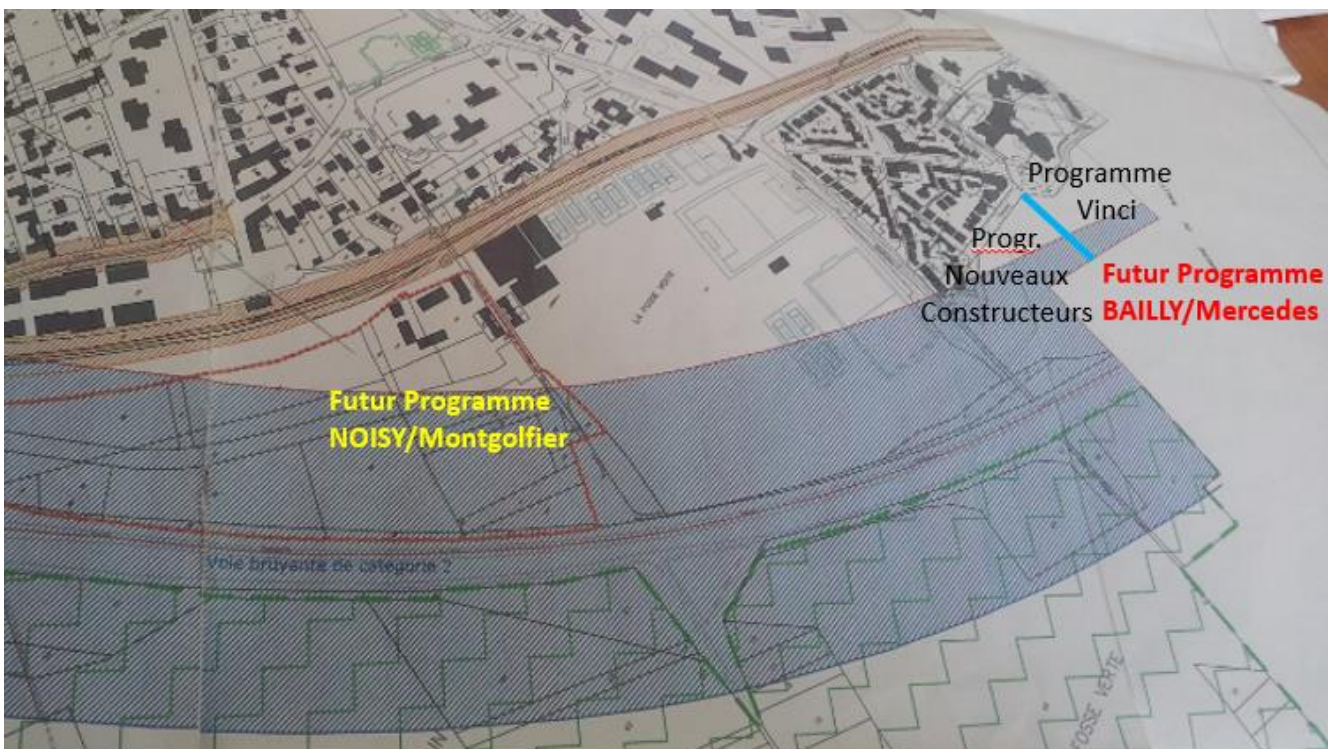 Programme
Vinci
Progr.
Nouveaux
Constructeurs
Futur Programme
BAILLY/Mercedes
LA FOSSE VERTE
Futur Programme
NOISY/Montgolfier
Voie bruyante de catégorie 2
FOSSE VERTE